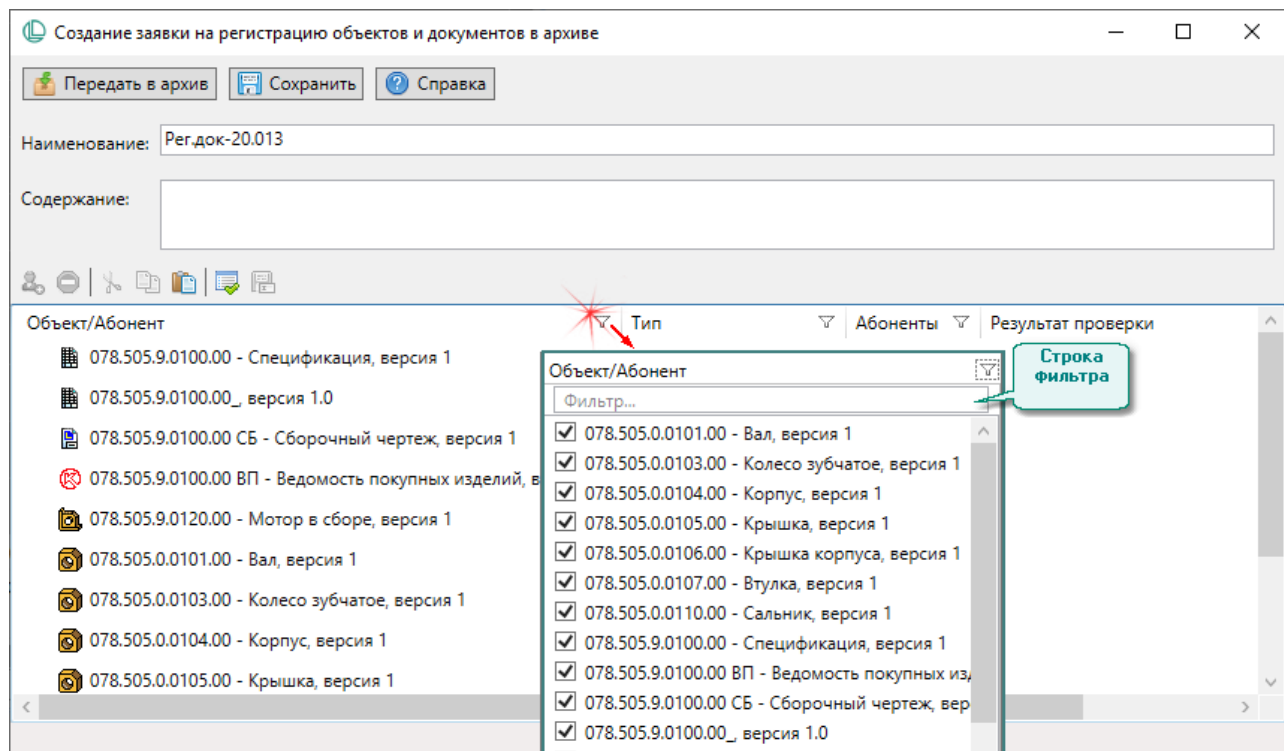 Создание заявки на регистрацию объектов и документов в архиве
Передать в архив Сохранить Справка
Наименование: Рег.док-20.013
Содержание:
Объект/Абонент Тип Абоненты Результат проверки
078.505.9.0100.00 - Спецификация, версия 1
078.505.9.0100.00_, версия 1.0
078.505.9.0100.00 СБ - Сборочный чертеж, версия 1
078.505.9.0100.00 ВП - Ведомость покупных изделий, в
078.505.9.0120.00 - Мотор в сборе, версия 1
078.505.0.0101.00 - Вал, версия 1
078.505.0.0103.00 - Колесо зубчатое, версия 1
078.505.0.0104.00 - Корпус, версия 1
078.505.0.0105.00 - Крышка, версия 1
Объект/Абонент
Фильтр...
Строка
фильтра
078.505.0.0101.00 - Вал, версия 1
078.505.0.0103.00 - Колесо зубчатое, версия 1
078.505.0.0104.00 - Корпус, версия 1
078.505.0.0105.00 - Крышка, версия 1
078.505.0.0106.00 - Крышка корпуса, версия 1
078.505.0.0107.00 - Втулка, версия 1
078.505.0.0110.00 - Сальник, версия 1
078.505.9.0100.00 - Спецификация, версия 1
078.505.9.0100.00 ВП - Ведомость покупных изд
078.505.9.0100.00 СБ - Сборочный чертеж, вер
078.505.9.0100.00_, версия 1.0